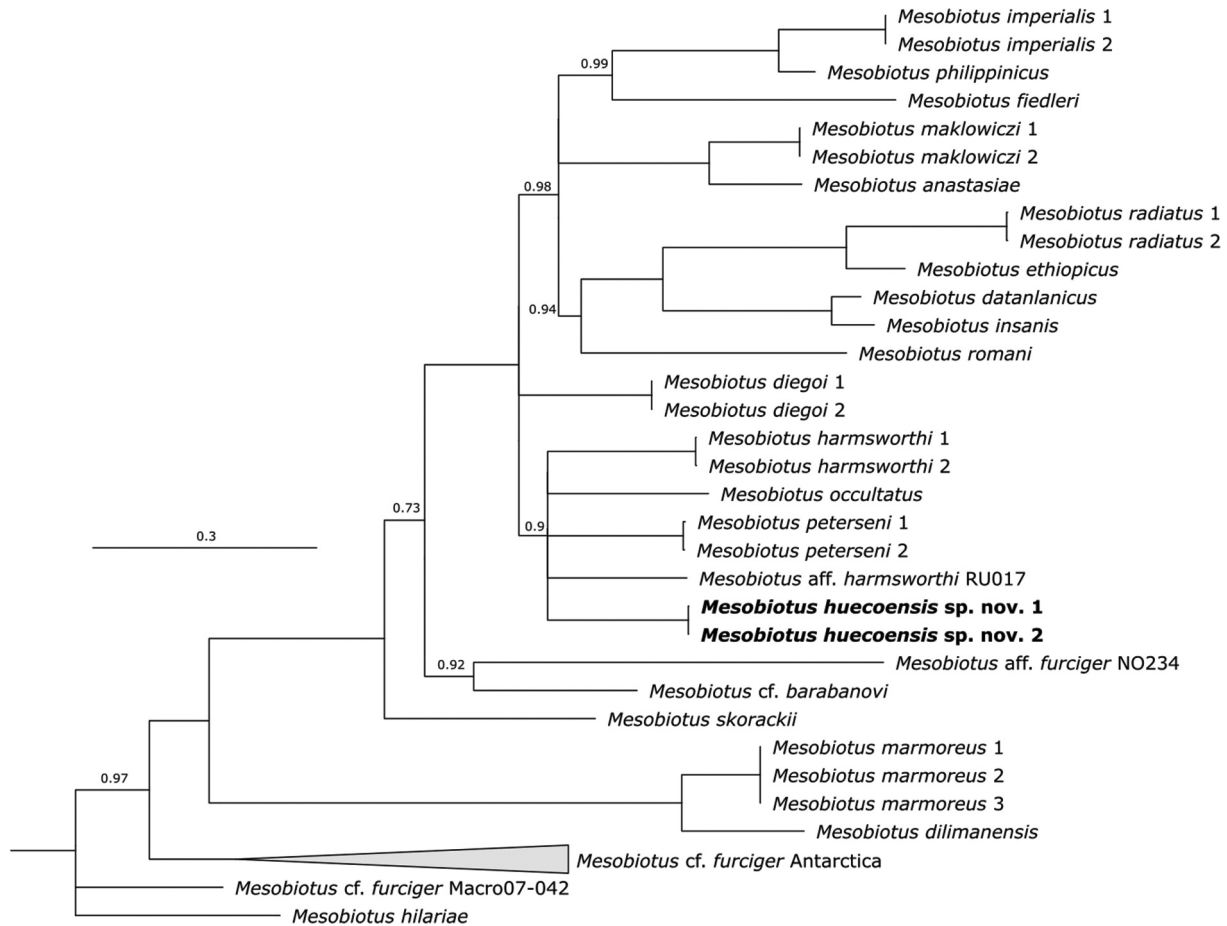 Mesobiotus imperialis 1
Mesobiotus imperialis 2
0.99
Mesobiotus philippinicus
Mesobiotus fiedleri
Mesobiotus maklowiczi 1
Mesobiotus maklowiczi 2
0.98
Mesobiotus anastasiae
Mesobiotus radiatus 1
Mesobiotus radiatus 2
Mesobiotus ethiopicus
Mesobiotus datanlanicus
0.94
Mesobiotus insanis
Mesobiotus romani
Mesobiotus diegoi 1
Mesobiotus diegoi 2
Mesobiotus harmsworthi 1
Mesobiotus harmsworthi 2
Mesobiotus occultatus
0.73
0.9
Mesobiotus peterseni 1
0.3
Mesobiotus peterseni 2
Mesobiotus aff. harmsworthi RU017
Mesobiotus huecoensis sp. nov. 1
Mesobiotus huecoensis sp. nov. 2
0.92
Mesobiotus aff. furciger NO234
Mesobiotus cf. barabanovi
Mesobiotus skorackii
Mesobiotus marmoreus 1
0.97
Mesobiotus marmoreus 2
Mesobiotus marmoreus 3
Mesobiotus dilimanensis
Mesobiotus cf. furciger Antarctica
Mesobiotus cf. furciger Macro07-042
Mesobiotus hilariae